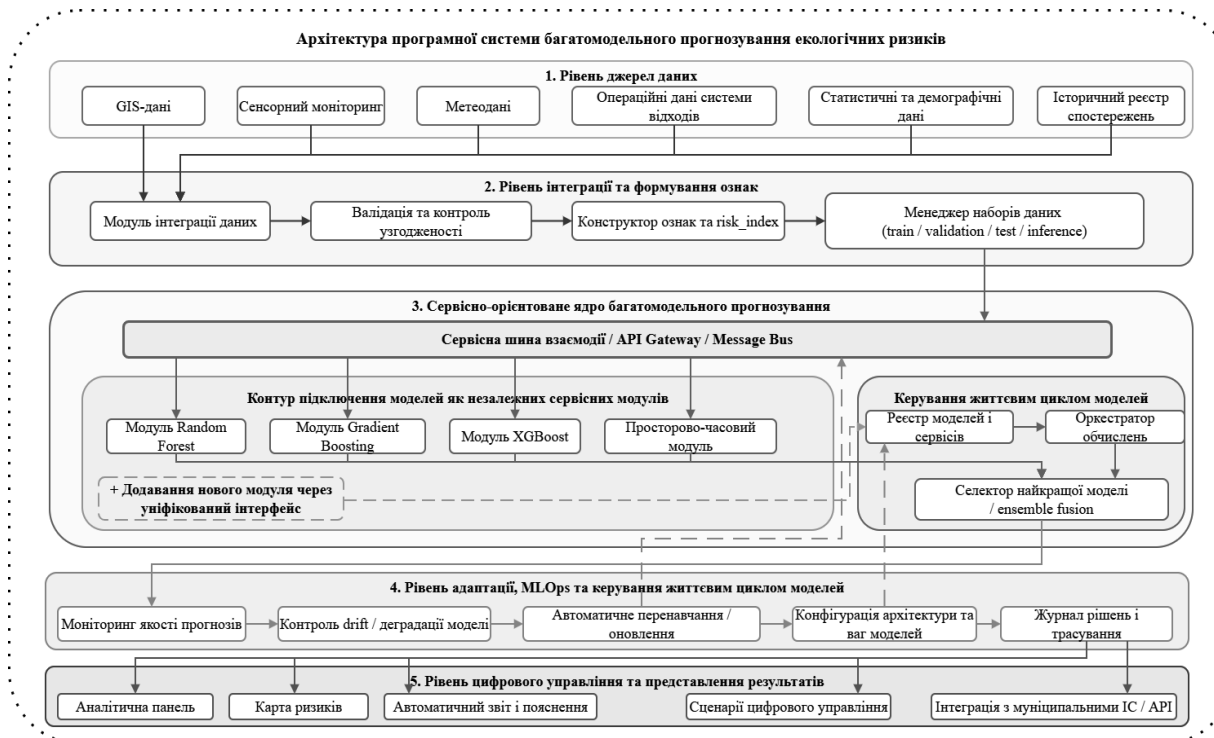 Архітектура програмної системи багатомодельного прогнозування екологічних ризиків
1. Рівень джерел даних
GIS-дані
Сенсорний моніторинг
Метеодані
Операційні дані системи
відходів
Статистичні та демографічні
дані
Історичний реєстр
спостережень
2. Рівень інтеграції та формування ознак
Модуль інтеграції даних
Валідація та контроль
узгодженості
Конструктор ознак та risk_index
Менеджер наборів даних
(train / validation / test / inference)
3. Сервісно-орієнтоване ядро багатомодельного прогнозування
Сервісна шина взаємодії / API Gateway / Message Bus
Контур підключення моделей як незалежних сервісних модулів
Модуль Random
Forest
Модуль Gradient
Boosting
Модуль XGBoost
Просторово-часовий
модуль
+ Додавання нового модуля через
уніфікований інтерфейс
Керування життєвим циклом моделей
Реєстр моделей і
сервісів
Оркестратор
обчислень
Селектор найкращої моделі
/ ensemble fusion
4. Рівень адаптації, MLOps та керування життєвим циклом моделей
Моніторинг якості прогнозів
Контроль drift / деградації моделі
Автоматичне перенавчання /
оновлення
Конфігурація архітектури та
ваг моделей
Журнал рішень і
трасування
5. Рівень цифрового управління та представлення результатів
Аналітична панель
Карта ризиків
Автоматичний звіт і пояснення
Сценарії цифрового управління
Інтеграція з муніципальними ІС / API